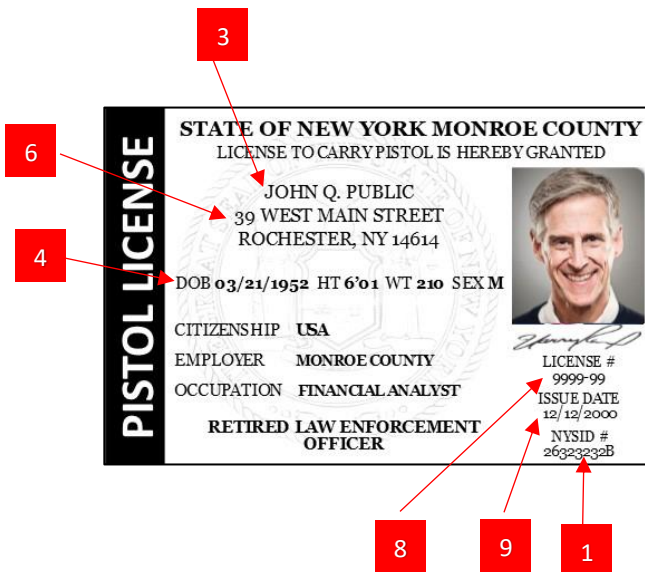 3
STATE OF NEW YORK MONROE COUNTY
LICENSE TO CARRY PISTOL IS HEREBY GRANTED
6
JOHN Q. PUBLIC
39 WEST MAIN STREET
ROCHESTER, NY 14614
4
DOB 03/21/1952 HT 6'01 WT 210 SEX M
PISTOL LICENSE
CITIZENSHIP USA
EMPLOYER MONROE COUNTY
OCCUPATION FINANCIAL ANALYST
RETIRED LAW ENFORCEMENT
OFFICER
LICENSE #
9999-99
ISSUE DATE
12/12/2000
NYSID #
26323232B
8
9
1